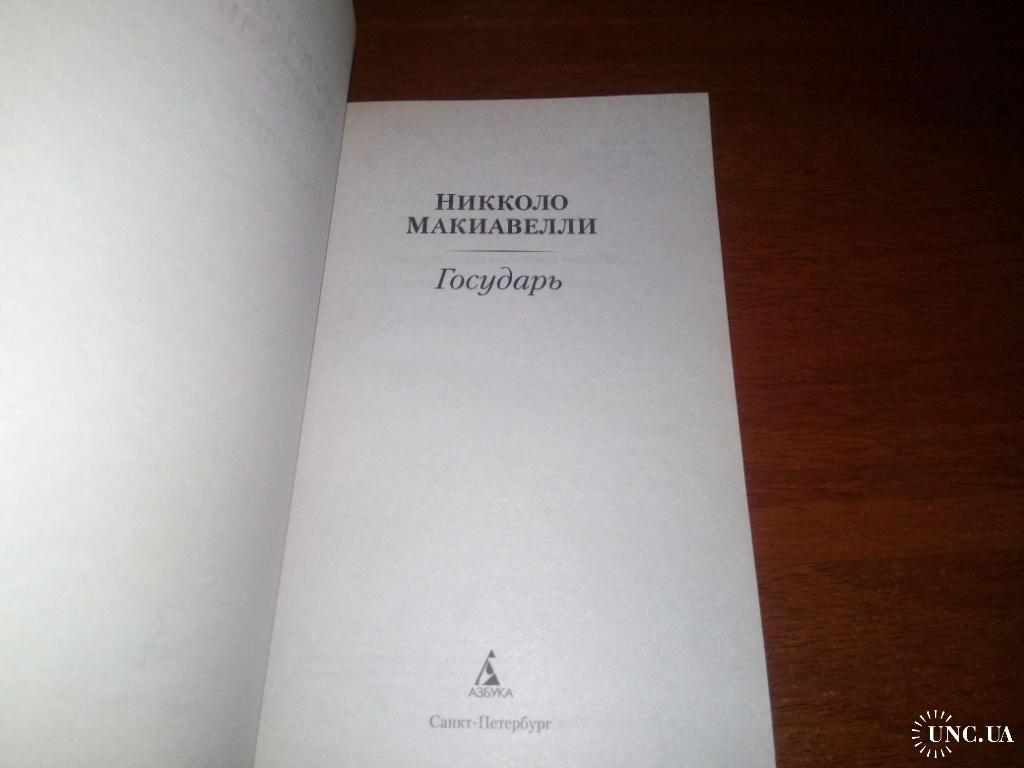 НИККОЛО
МАКИАВЕЛЛИ
Государь
АЗБУКА
Санкт-Петербург
UNC.UA